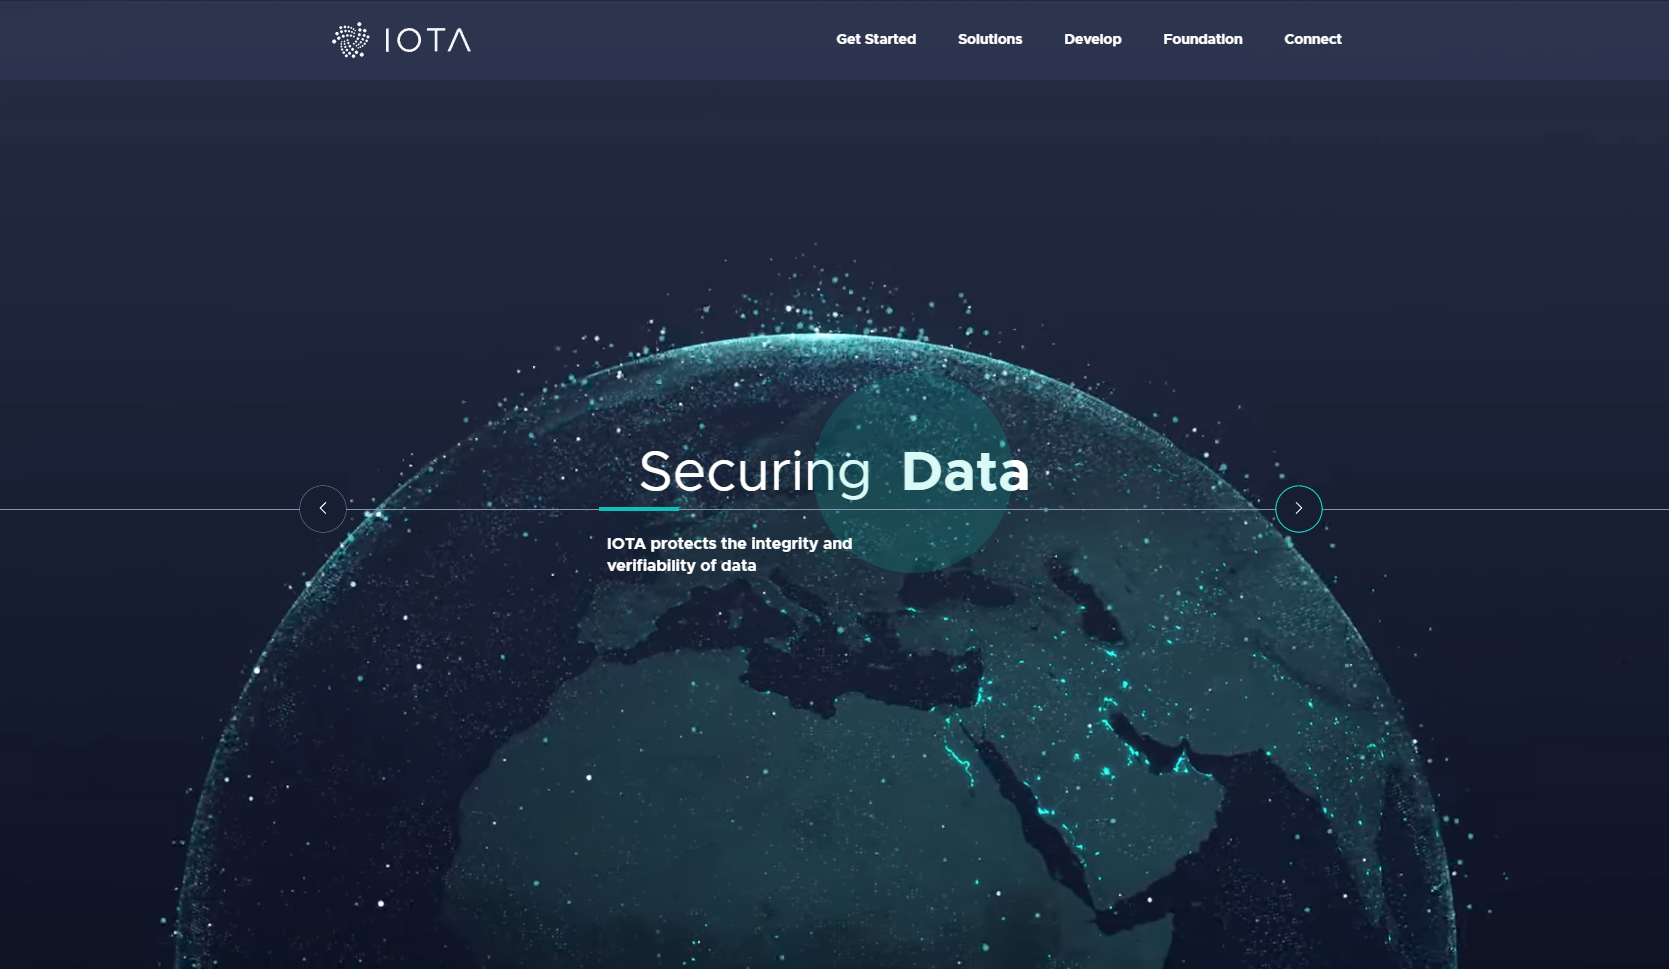 IOTA
Get Started
Solutions
Develop
Foundation
Connect
Securing Data
IOTA protects the integrity and
verifiability of data